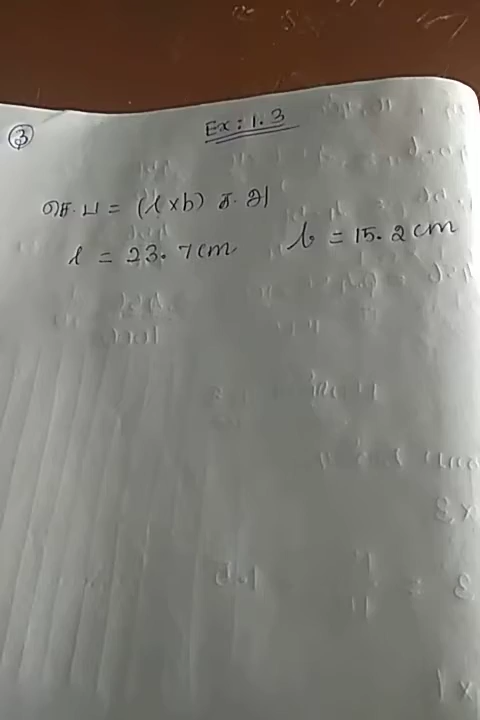 ③ Ex: 1.3
செ. ப = (l x b) ச. அ
l = 23.7cm b = 15.2cm